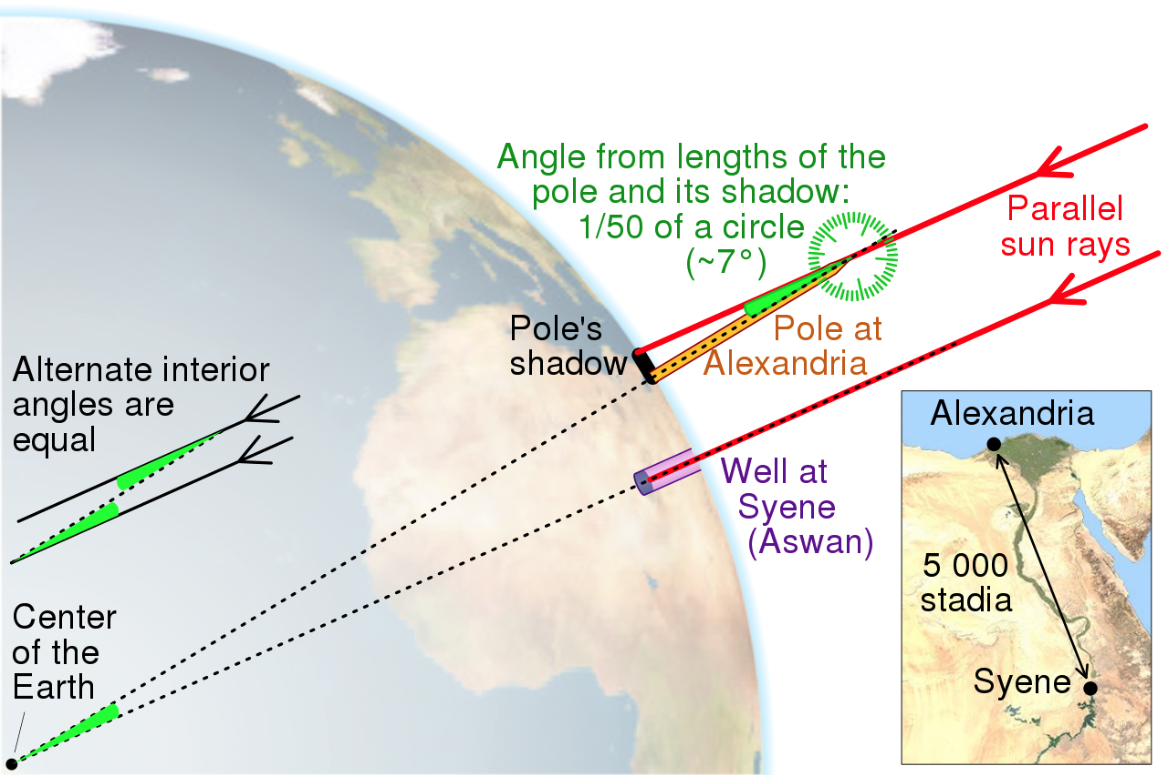 Angle from lengths of the
pole and its shadow:
1/50 of a circle
(~7°)
Parallel
sun rays
Pole's
shadow
Pole at
Alexandria
Alternate interior
angles are
equal
Well at
Syene
(Aswan)
Center
of the
Earth
Alexandria
5 000
stadia
Syene